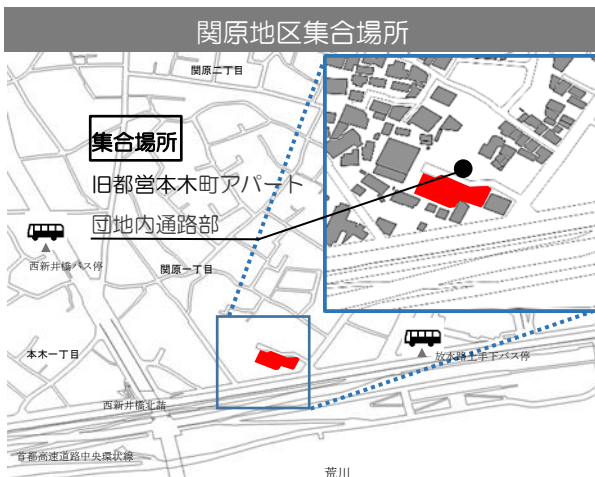 関原地区集合場所
関原二丁目
集合場所
旧都営本木町アパート
団地内通路部
西新井橋バス停
関原一丁目
本木一丁目
放水路土手下バス停
西新井橋北詰
首都高速道路中央環状線
荒川